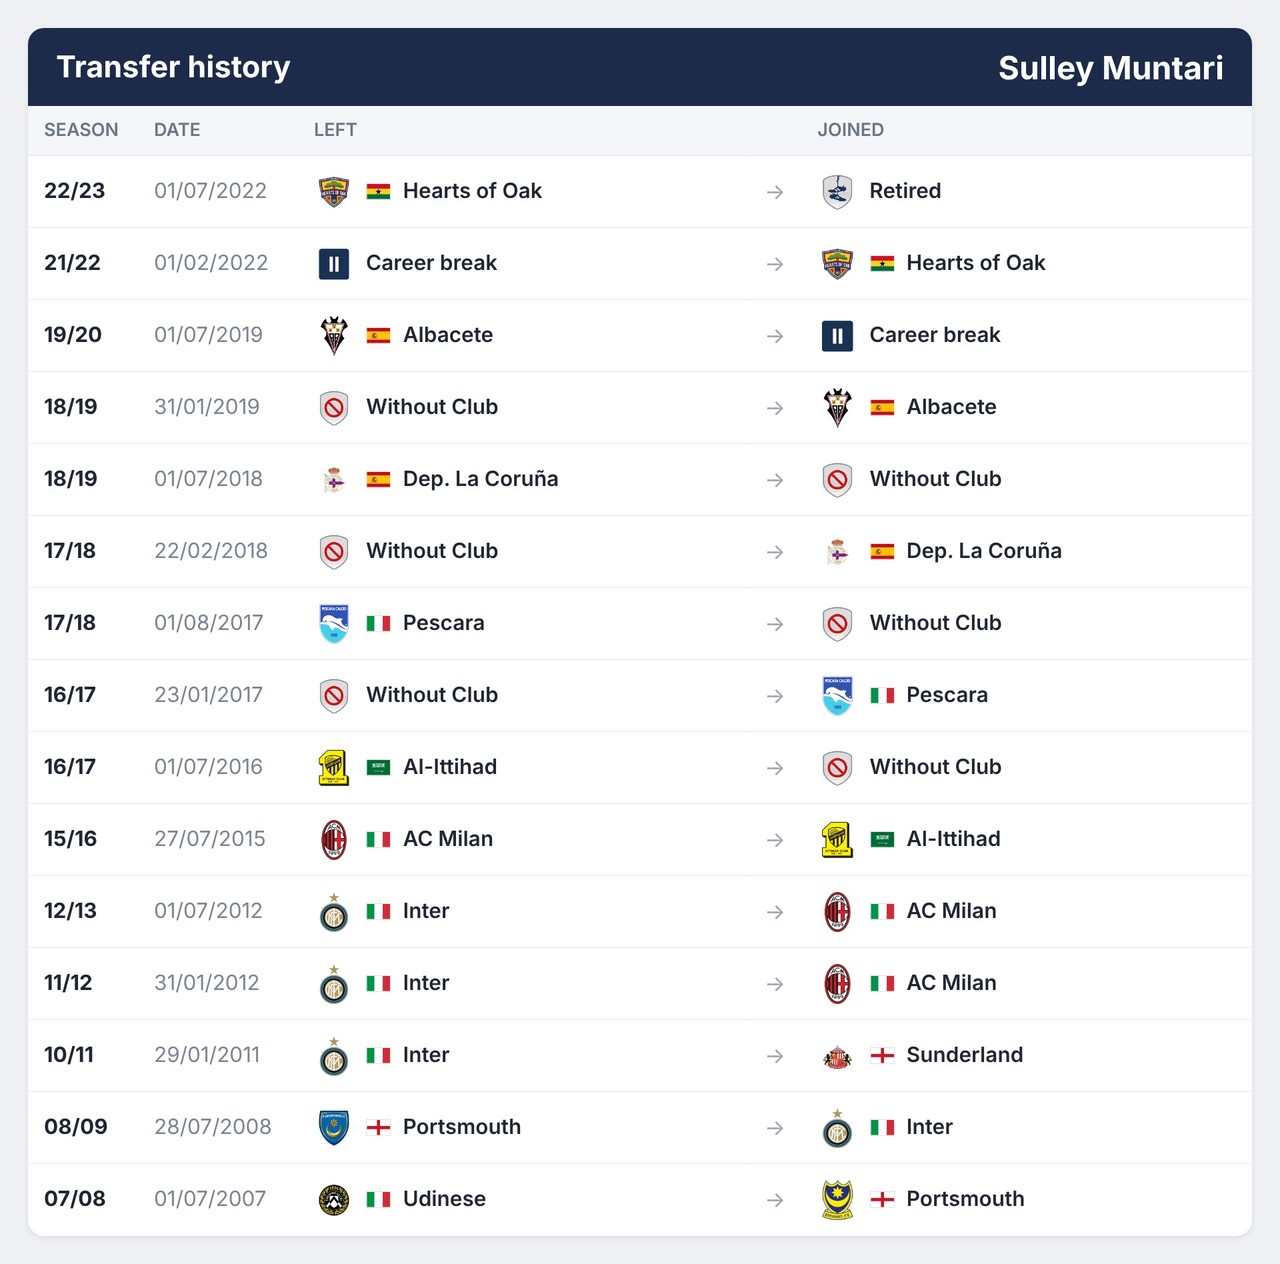 Transfer history Sulley Muntari
SEASON DATE LEFT JOINED
22/23 01/07/2022 Hearts of Oak → Retired
21/22 01/02/2022 Career break → Hearts of Oak
19/20 01/07/2019 Albacete → Career break
18/19 31/01/2019 Without Club → Albacete
18/19 01/07/2018 Dep. La Coruña → Without Club
17/18 22/02/2018 Without Club → Dep. La Coruña
17/18 01/08/2017 Pescara → Without Club
16/17 23/01/2017 Without Club → Pescara
16/17 01/07/2016 Al-Ittihad → Without Club
15/16 27/07/2015 AC Milan → Al-Ittihad
12/13 01/07/2012 Inter → AC Milan
11/12 31/01/2012 Inter → AC Milan
10/11 29/01/2011 Inter → Sunderland
08/09 28/07/2008 Portsmouth → Inter
07/08 01/07/2007 Udinese → Portsmouth